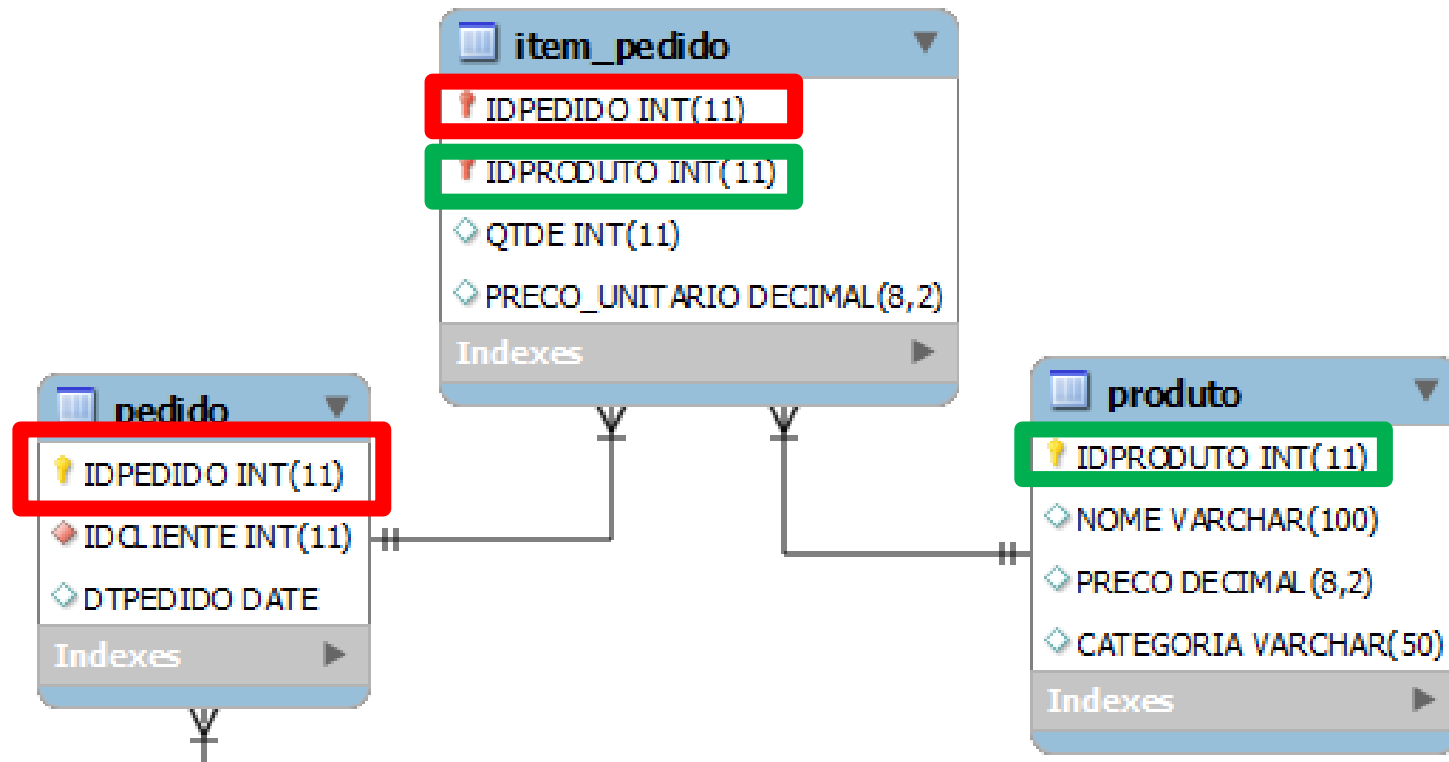 item_pedido
IDPEDIDO INT(11)
IDPRODUTO INT(11)
QTDE INT(11)
PRECO_UNITARIO DECIMAL(8,2)
Indexes
pedido
IDPEDIDO INT(11)
IDCLIENTE INT(11)
DTPEDIDO DATE
Indexes
produto
IDPRODUTO INT(11)
NOME VARCHAR(100)
PRECO DECIMAL(8,2)
CATEGORIA VARCHAR(50)
Indexes